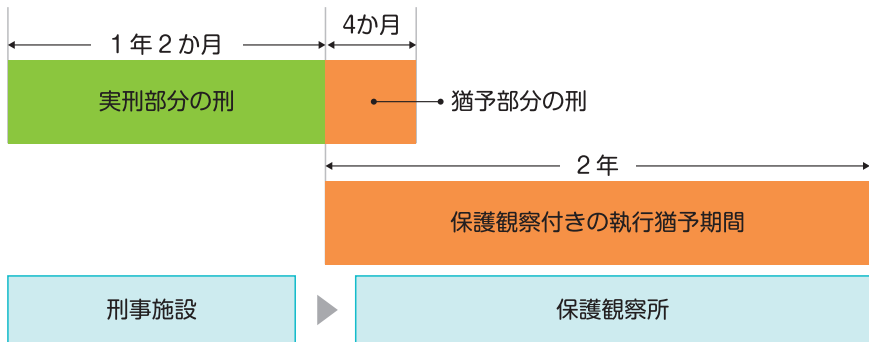 4か月
1年2か月
実刑部分の刑
猶予部分の刑
2年
保護観察付きの執行猶予期間
刑事施設
保護観察所